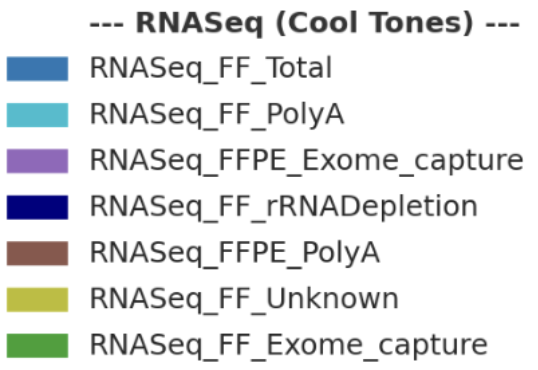 --- RNASeq (Cool Tones) ---
RNASeq_FF_Total
RNASeq_FF_PolyA
RNASeq_FFPE_Exome_capture
RNASeq_FF_rRNADepletion
RNASeq_FFPE_PolyA
RNASeq_FF_Unknown
RNASeq_FF_Exome_capture